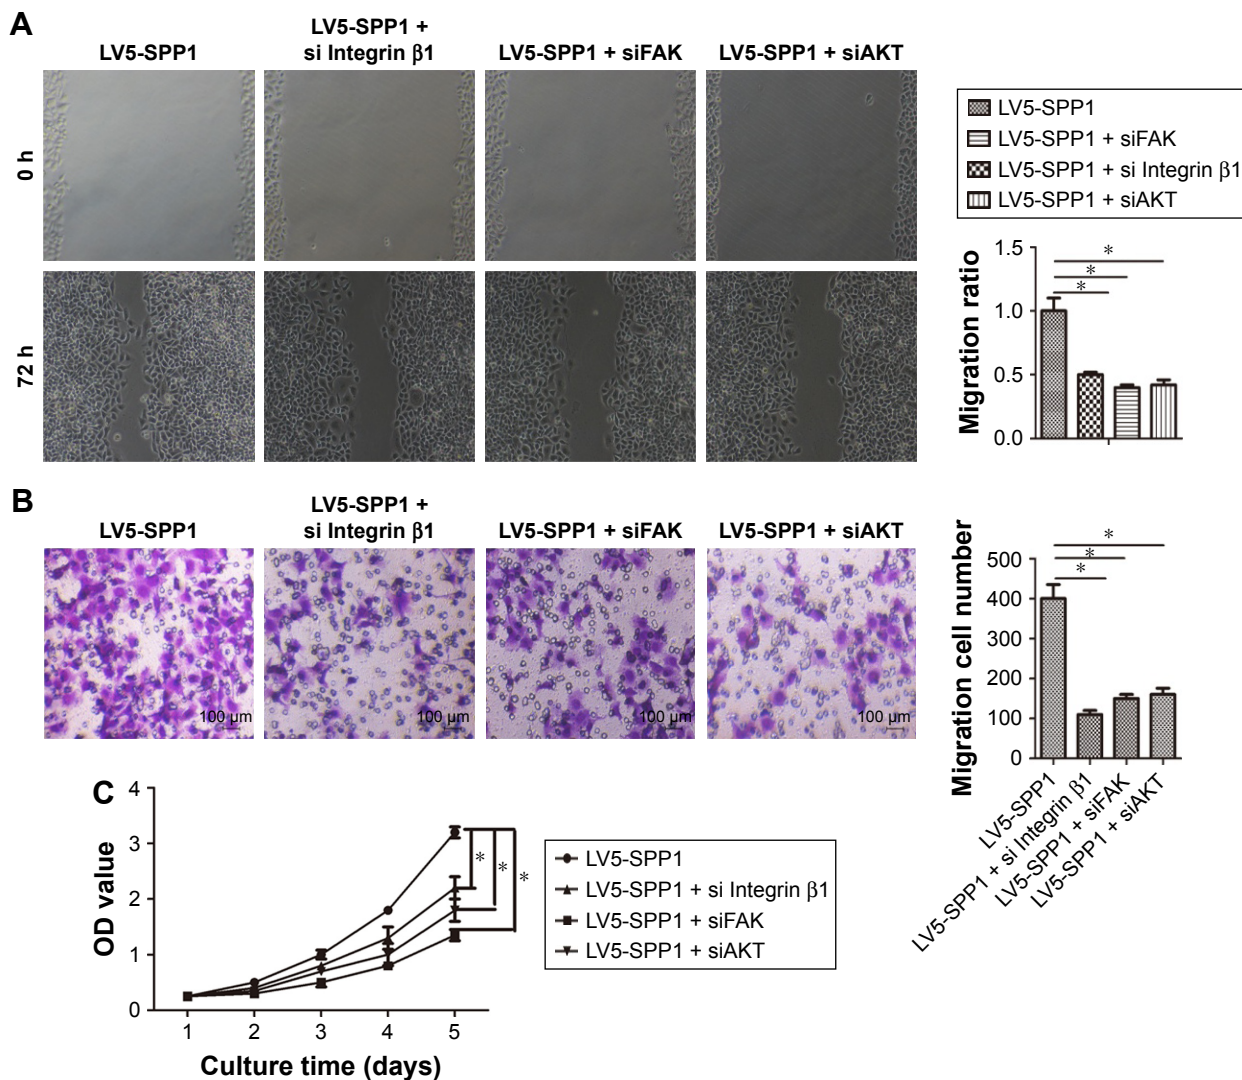 A
LV5-SPP1
LV5-SPP1 +
si Integrin β1
LV5-SPP1 + siFAK
LV5-SPP1 + siAKT
0 h
72 h
LV5-SPP1
LV5-SPP1 + siFAK
LV5-SPP1 + si Integrin β1
LV5-SPP1 + siAKT
Migration ratio
1.5
1.0
0.5
0.0
*
*
*
B
LV5-SPP1
LV5-SPP1 +
si Integrin β1
LV5-SPP1 + siFAK
LV5-SPP1 + siAKT
100 µm
100 µm
100 µm
100 µm
Migration cell number
500
400
300
200
100
0
*
*
*
LV5-SPP1
LV5-SPP1 + si Integrin β1
LV5-SPP1 + siFAK
LV5-SPP1 + siAKT
C
OD value
4
3
2
1
0
1 2 3 4 5
Culture time (days)
*
*
*
LV5-SPP1
LV5-SPP1 + si Integrin β1
LV5-SPP1 + siFAK
LV5-SPP1 + siAKT